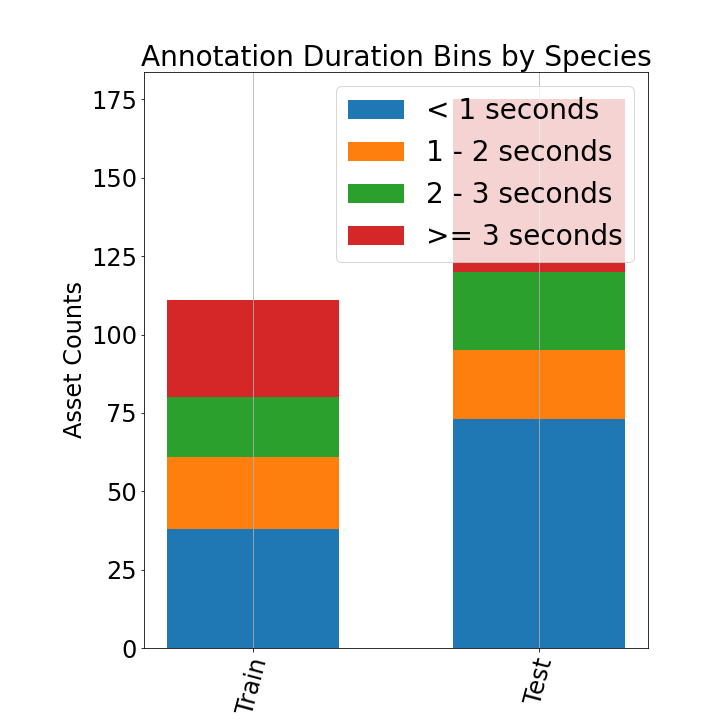 Annotation Duration Bins by Species
175
150
125
100
75
50
25
0
Asset Counts
< 1 seconds
1 - 2 seconds
2 - 3 seconds
>= 3 seconds
Train
Test